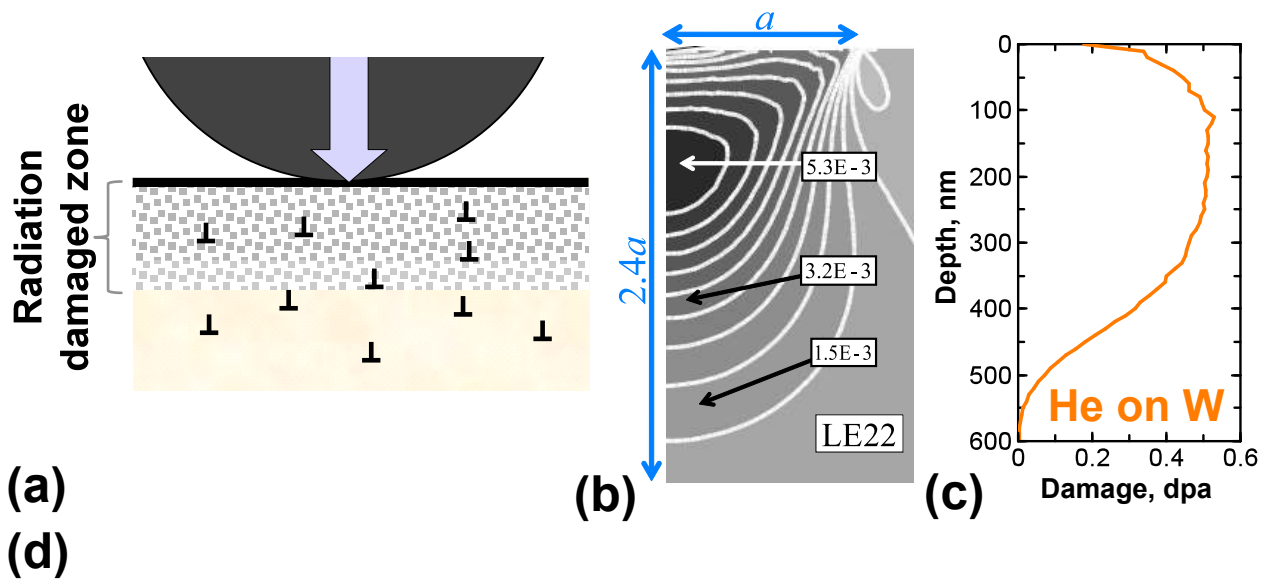 Radiation
damaged zone
(a)
a
2.4a
5.3E-3
3.2E-3
1.5E-3
LE22
(b)
Depth, nm
0
100
200
300
400
500
600
He on W
0
0.2
0.4
0.6
Damage, dpa
(c)
(d)